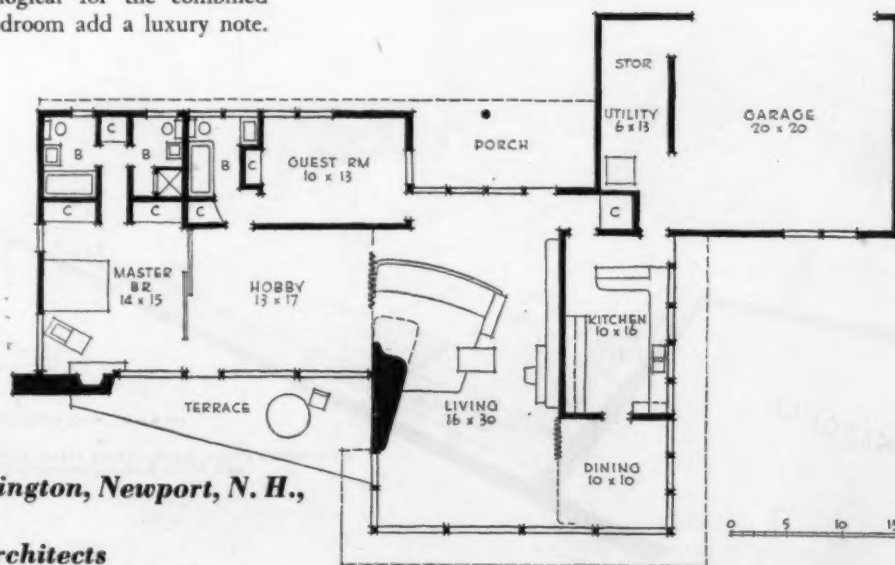 logical for the combined
droom add a luxury note.
STOR
UTILITY
6 x 13
GARAGE
20 x 20
PORCH
B
C
B
B
C
GUEST RM
10 x 13
C
C
C
C
MASTER
BR
14 x 15
HOBBY
13 x 17
KITCHEN
10 x 16
TERRACE
LIVING
16 x 30
DINING
10 x 10
ington, Newport, N. H.,
rchitects
0 5 10 15